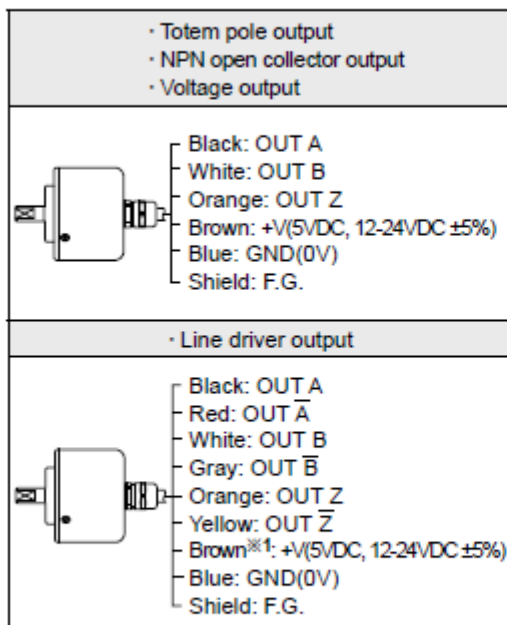 · Totem pole output
· NPN open collector output
· Voltage output
Black: OUT A
White: OUT B
Orange: OUT Z
Brown: +V(5VDC, 12-24VDC ±5%)
Blue: GND(0V)
Shield: F.G.
· Line driver output
Black: OUT A
Red: OUT A̅
White: OUT B
Gray: OUT B̅
Orange: OUT Z
Yellow: OUT Z̅
Brown※1: +V(5VDC, 12-24VDC ±5%)
Blue: GND(0V)
Shield: F.G.